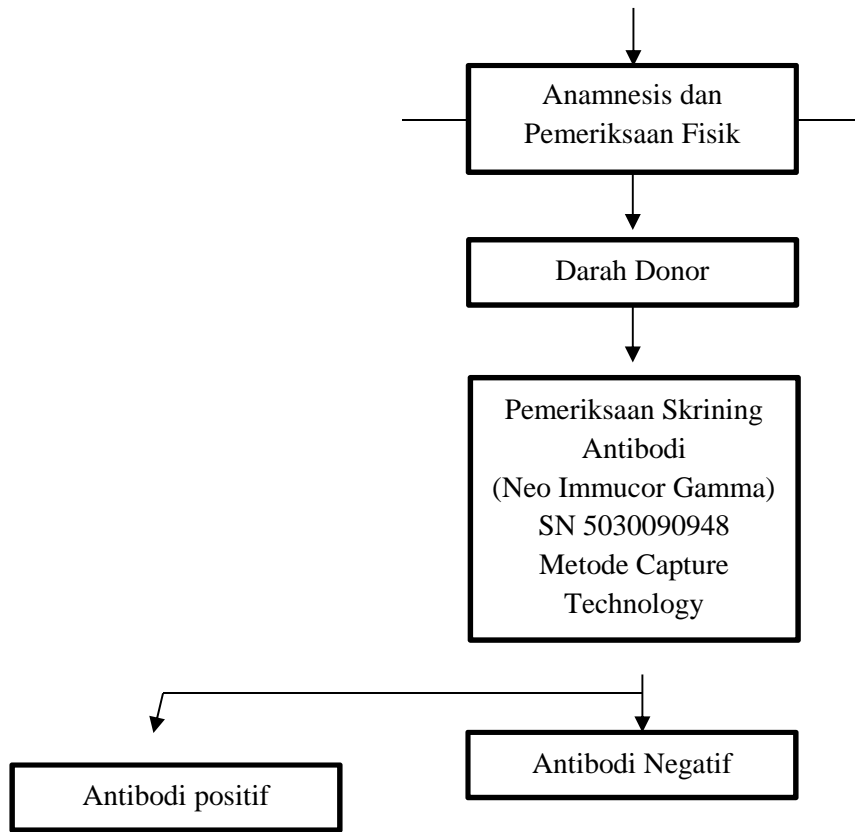 Anamnesis dan
Pemeriksaan Fisik
Darah Donor
Pemeriksaan Skrining
Antibodi
(Neo Immucor Gamma)
SN 5030090948
Metode Capture
Technology
Antibodi positif
Antibodi Negatif